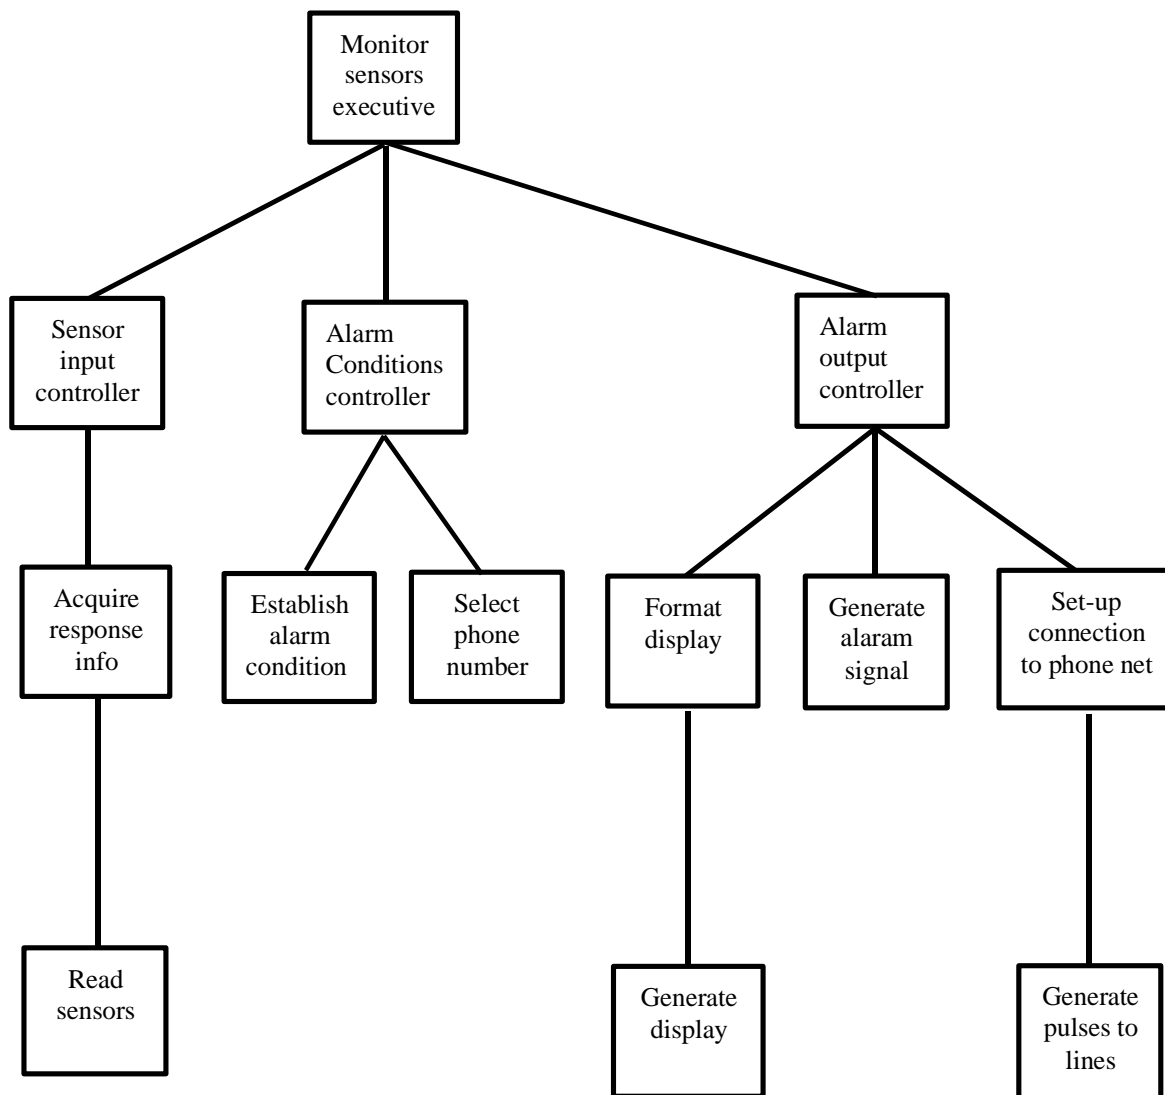 Monitor
sensors
executive
Sensor
input
controller
Alarm
Conditions
controller
Alarm
output
controller
Acquire
response
info
Establish
alarm
condition
Select
phone
number
Format
display
Generate
alaram
signal
Set-up
connection
to phone net
Read
sensors
Generate
display
Generate
pulses to
lines